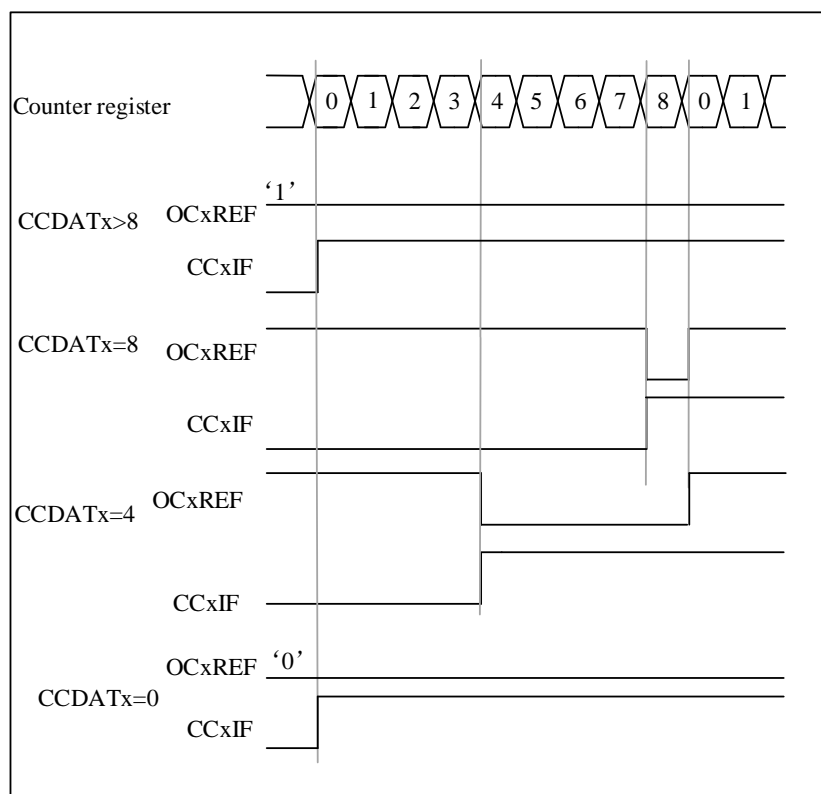 Counter register 0 1 2 3 4 5 6 7 8 0 1
‘1’
CCDATx>8 OCxREF
CCxIF
CCDATx=8 OCxREF
CCxIF
OCxREF
CCDATx=4
CCxIF
OCxREF ‘0’
CCDATx=0
CCxIF